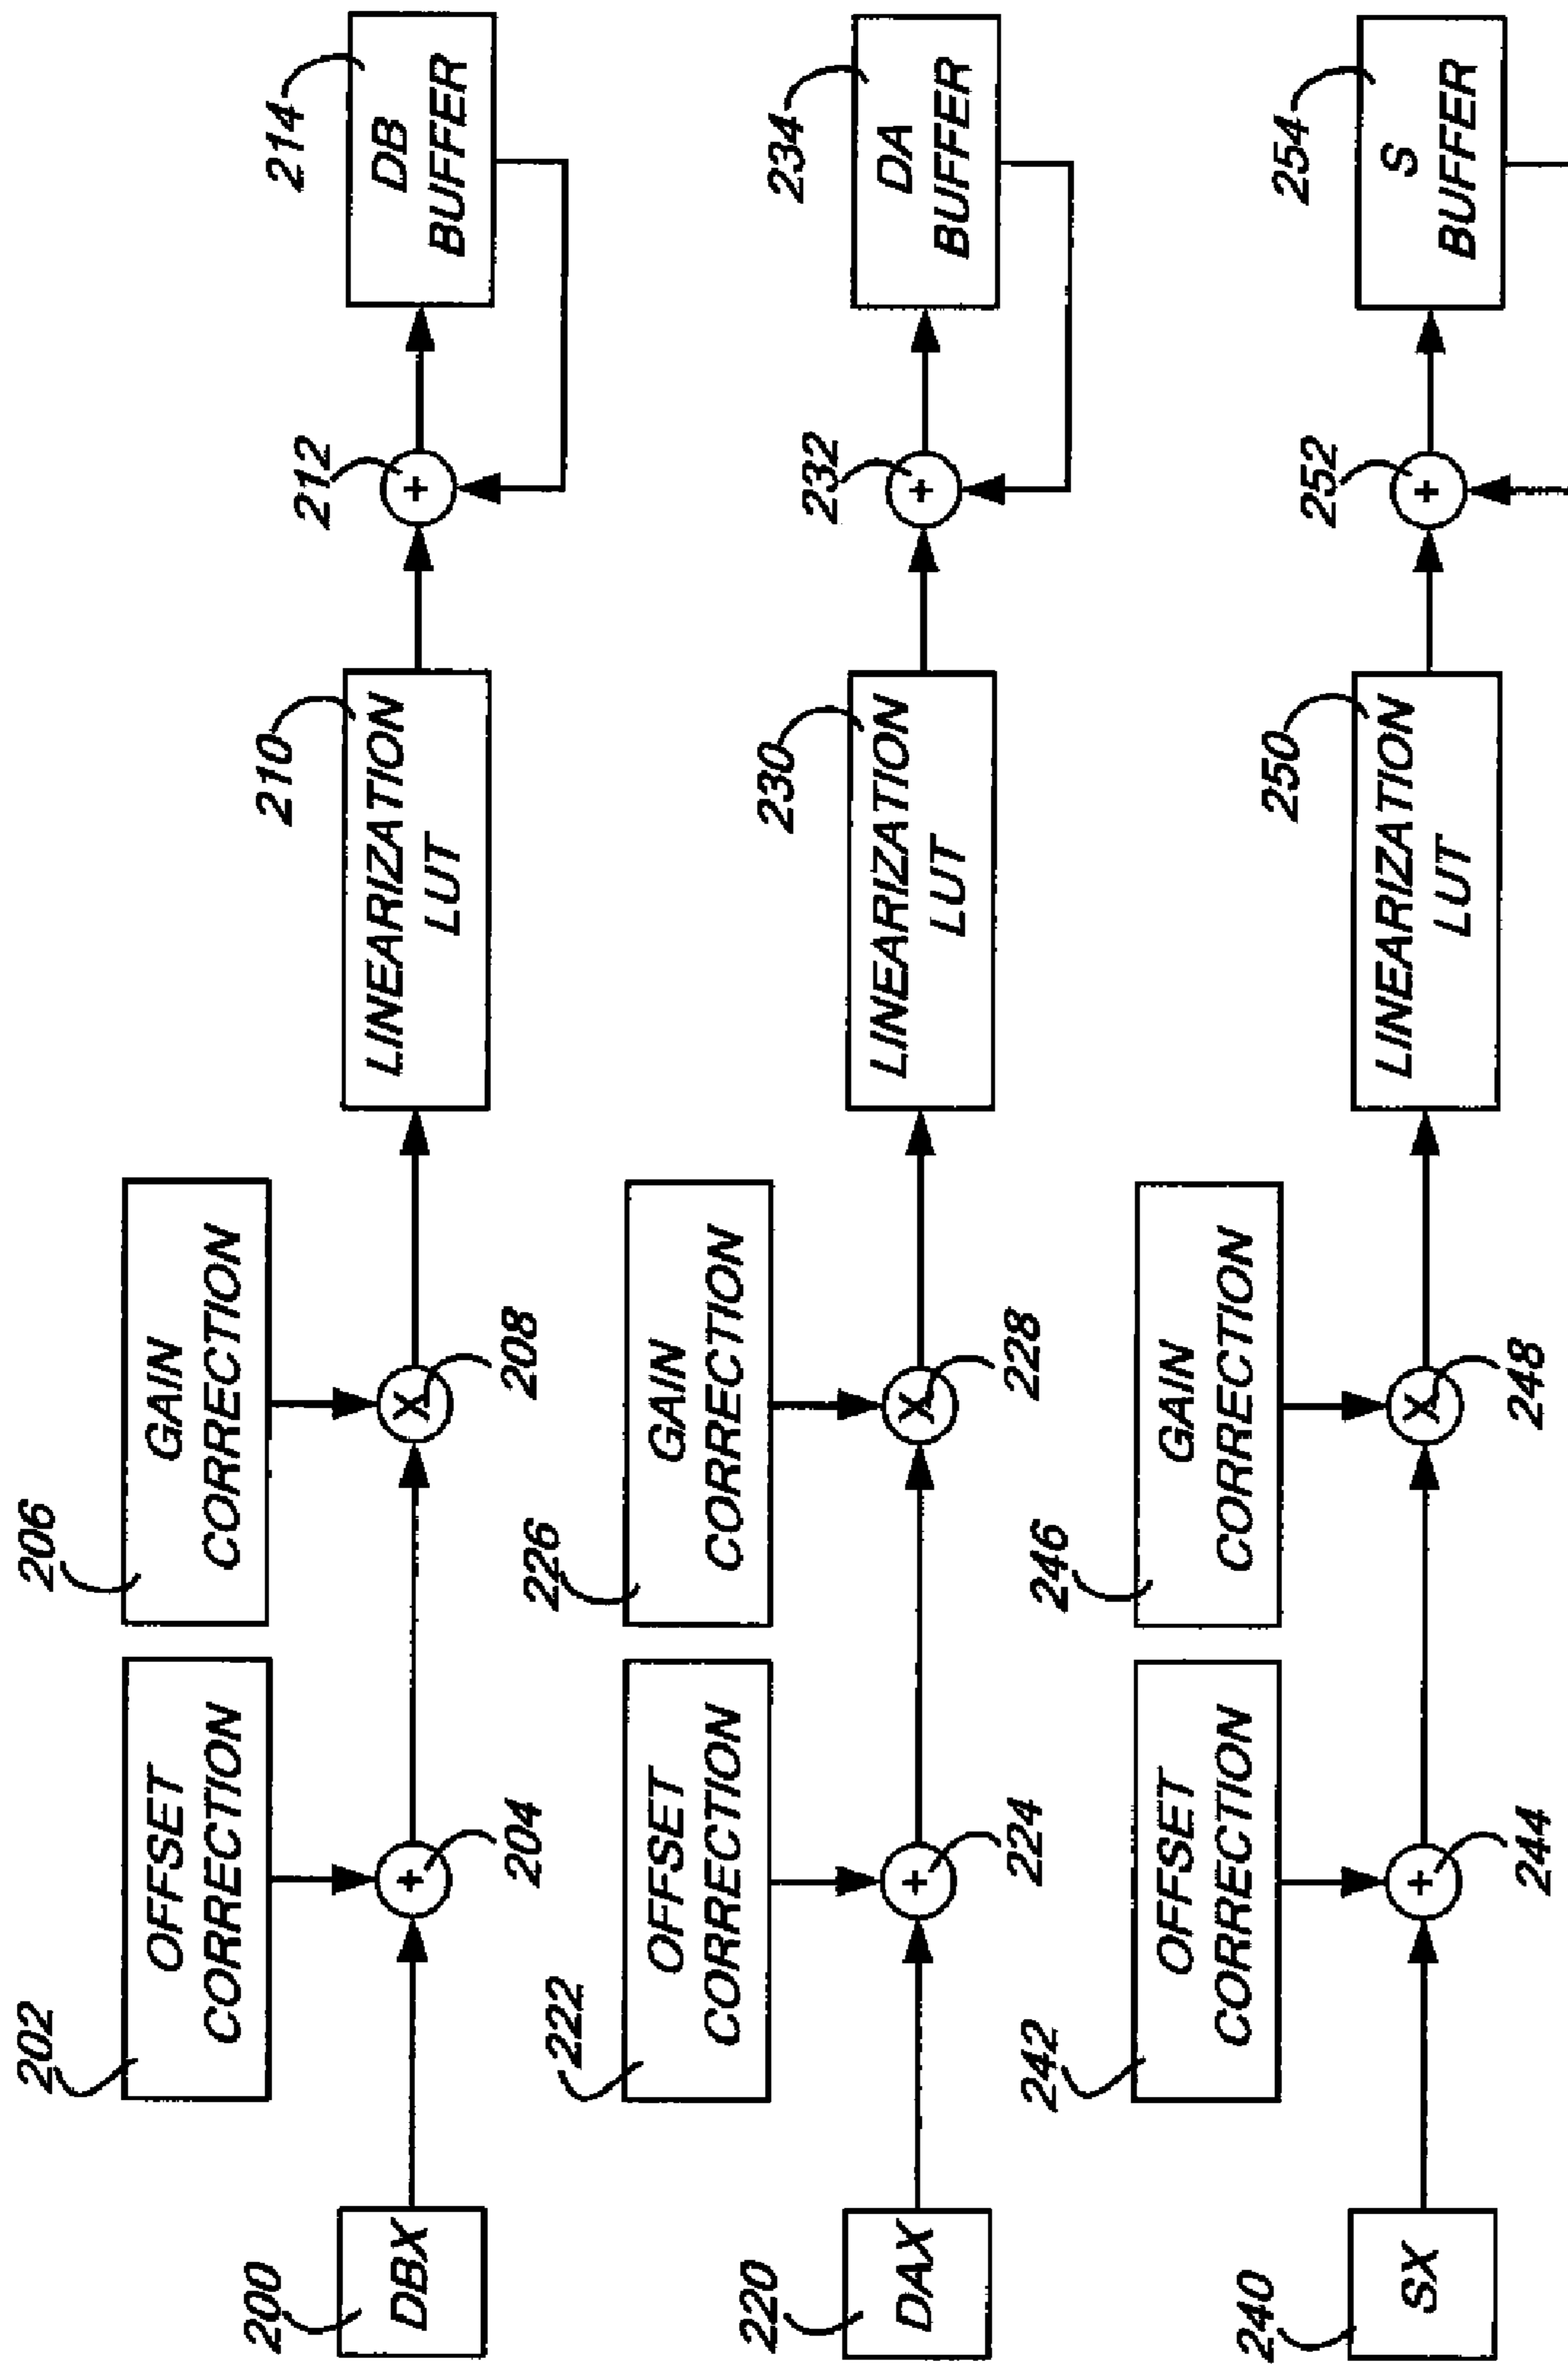 206
202
GAIN
CORRECTION
OFFSET
CORRECTION
214
210
DB
BUFFER
212
LINEARIZATION
LUT
200
DBX
208
204
226
222
GAIN
CORRECTION
OFFSET
CORRECTION
234
230
DA
BUFFER
232
LINEARIZATION
LUT
220
DAX
228
224
246
242
GAIN
CORRECTION
OFFSET
CORRECTION
254
250
S
BUFFER
252
LINEARIZATION
LUT
240
SX
248
244
+
X
+
+
X
+
+
X
+